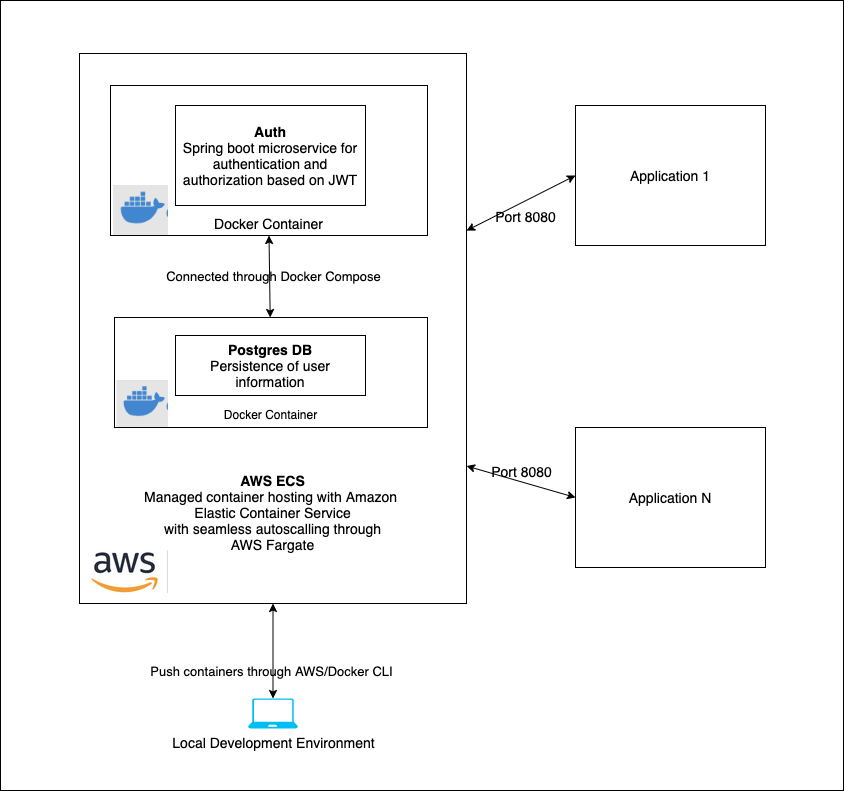 Auth
Spring boot microservice for
authentication and
authorization based on JWT
Docker Container
Connected through Docker Compose
Postgres DB
Persistence of user
information
Docker Container
AWS ECS
Managed container hosting with Amazon
Elastic Container Service
with seamless autoscalling through
AWS Fargate
aws
Push containers through AWS/Docker CLI
Local Development Environment
Port 8080
Application 1
Port 8080
Application N